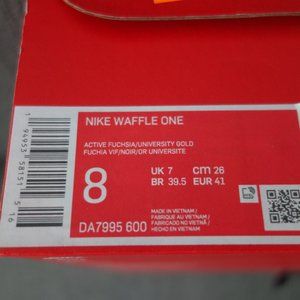 NIKE WAFFLE ONE
ACTIVE FUCHSIA/UNIVERSITY GOLD
FUCHIA VIF/NOIR/OR UNIVERSITE
8
UK 7 CM 26
BR 39.5 EUR 41
DA7995 600
MADE IN VIETNAM/
FABRIQUE AU VIETNAM/
FABRICADO NO VIETNÃ/
HECHO EN VIETNAM